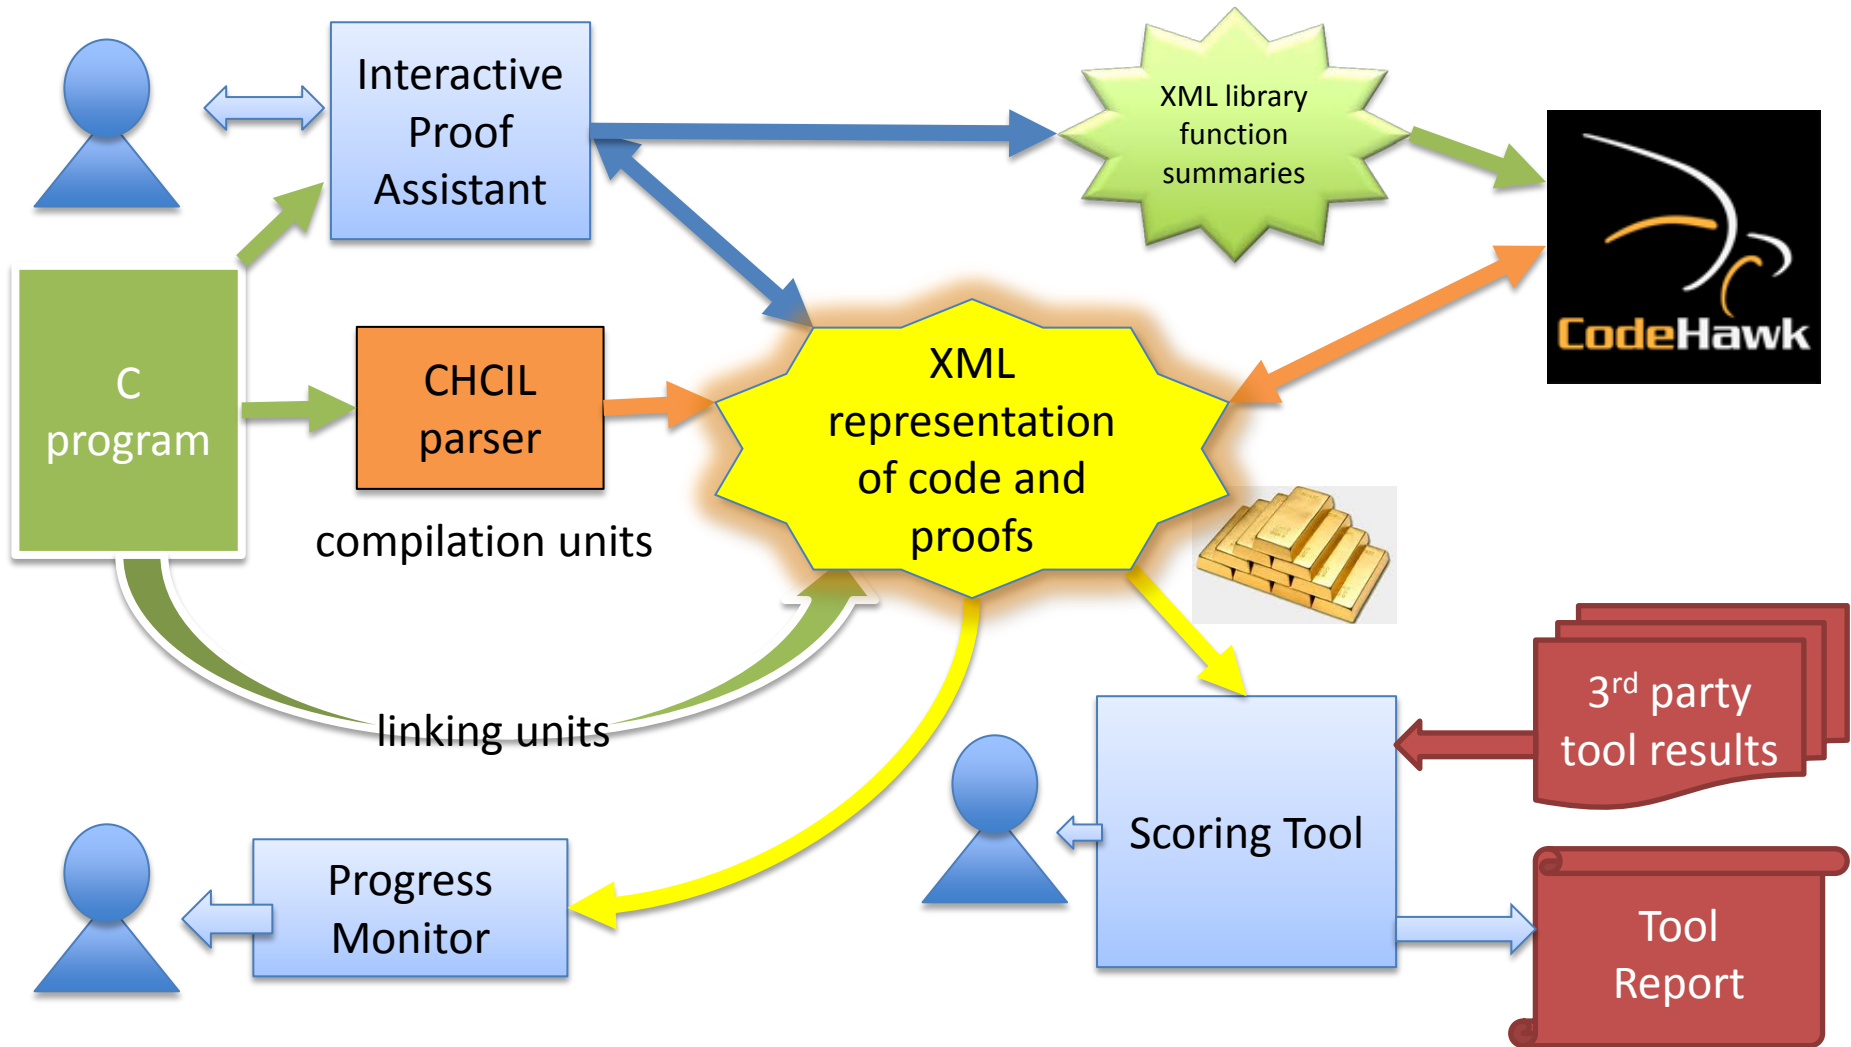 Interactive
Proof
Assistant
XML library
function
summaries
CodeHawk
C
program
CHCIL
parser
compilation units
XML
representation
of code and
proofs
linking units
3rd party
tool results
Scoring Tool
Progress
Monitor
Tool
Report